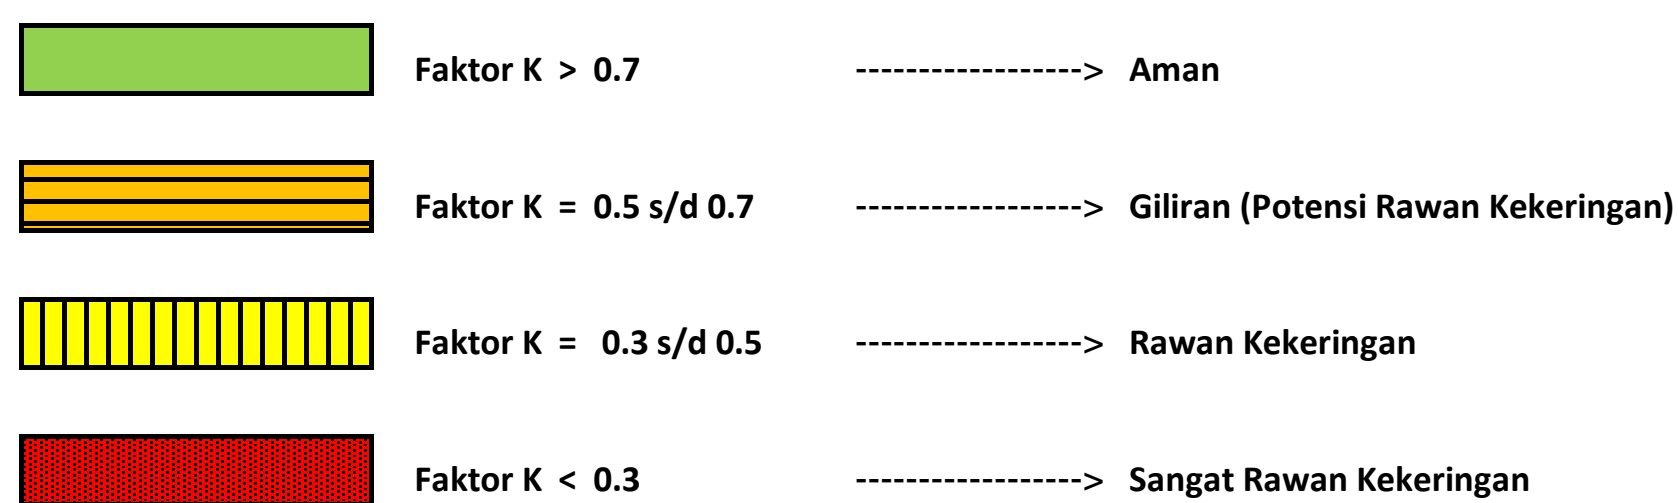 Faktor K > 0.7 ------------------> Aman
Faktor K = 0.5 s/d 0.7 ------------------> Giliran (Potensi Rawan Kekeringan)
Faktor K = 0.3 s/d 0.5 ------------------> Rawan Kekeringan
Faktor K < 0.3 ------------------> Sangat Rawan Kekeringan